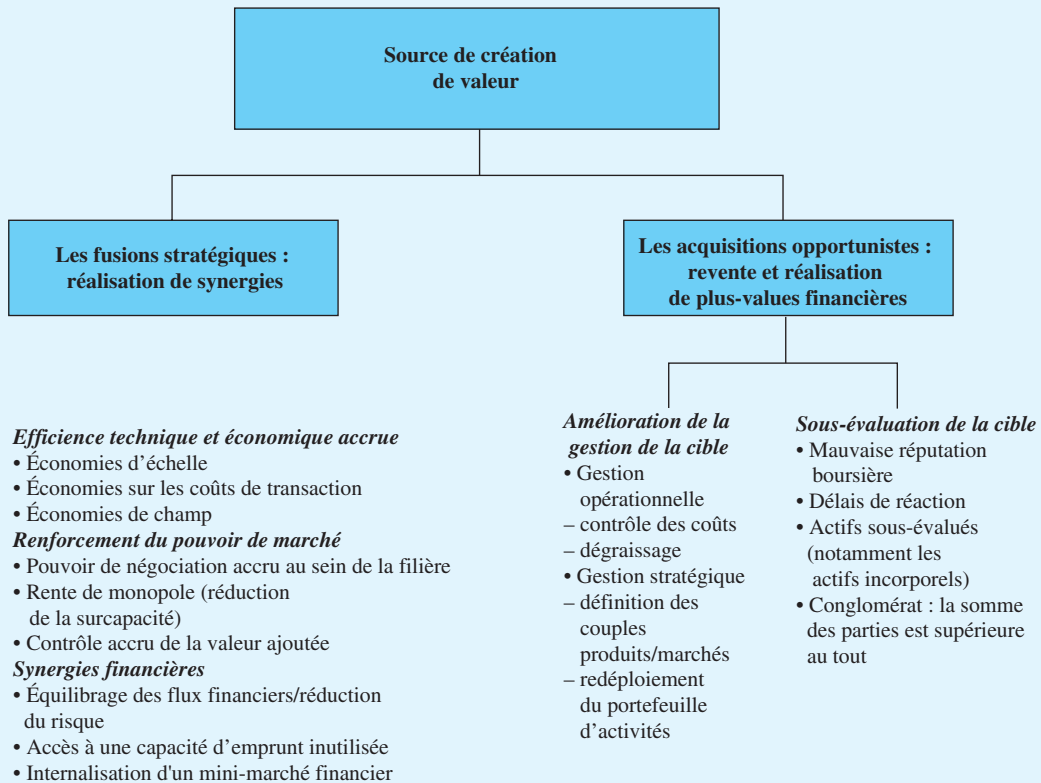 Source de création
de valeur
Les fusions stratégiques :
réalisation de synergies
Les acquisitions opportunistes :
revente et réalisation
de plus-values financières
Efficience technique et économique accrue
• Économies d’échelle
• Économies sur les coûts de transaction
• Économies de champ
Renforcement du pouvoir de marché
• Pouvoir de négociation accru au sein de la filière
• Rente de monopole (réduction
de la surcapacité)
• Contrôle accru de la valeur ajoutée
Synergies financières
• Équilibrage des flux financiers/réduction
du risque
• Accès à une capacité d’emprunt inutilisée
• Internalisation d'un mini-marché financier
Amélioration de la
gestion de la cible
• Gestion
opérationnelle
– contrôle des coûts
– dégraissage
• Gestion stratégique
– définition des
couples
produits/marchés
– redéploiement
du portefeuille
d’activités
Sous-évaluation de la cible
• Mauvaise réputation
boursière
• Délais de réaction
• Actifs sous-évalués
(notamment les
actifs incorporels)
• Conglomérat : la somme
des parties est supérieure
au tout